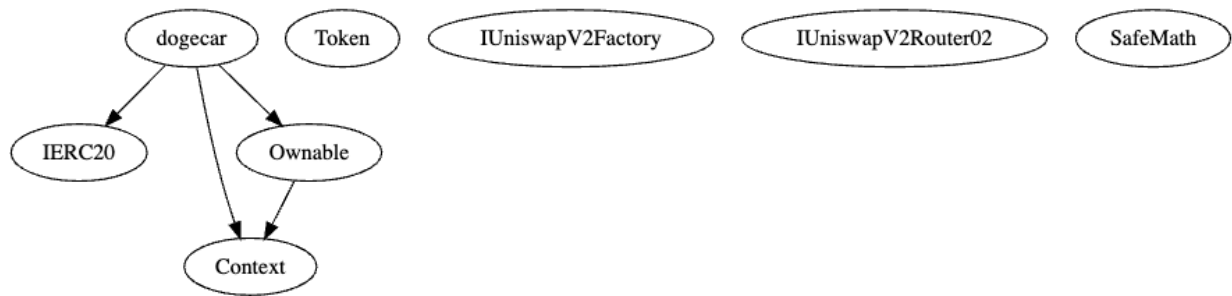 dogecar
Token
IUniswapV2Factory
IUniswapV2Router02
SafeMath
IERC20
Ownable
Context